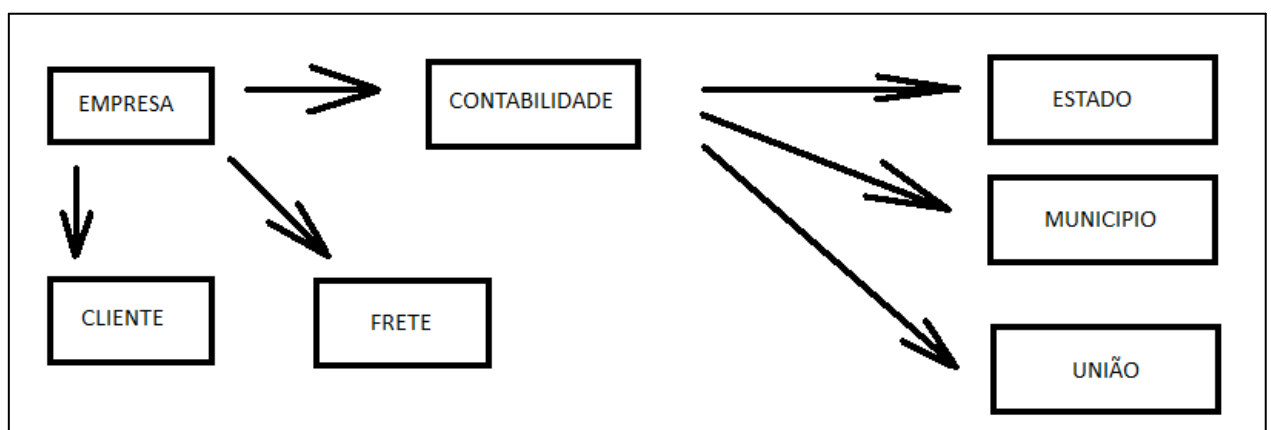 EMPRESA
CONTABILIDADE
ESTADO
MUNICIPIO
CLIENTE
FRETE
UNIÃO